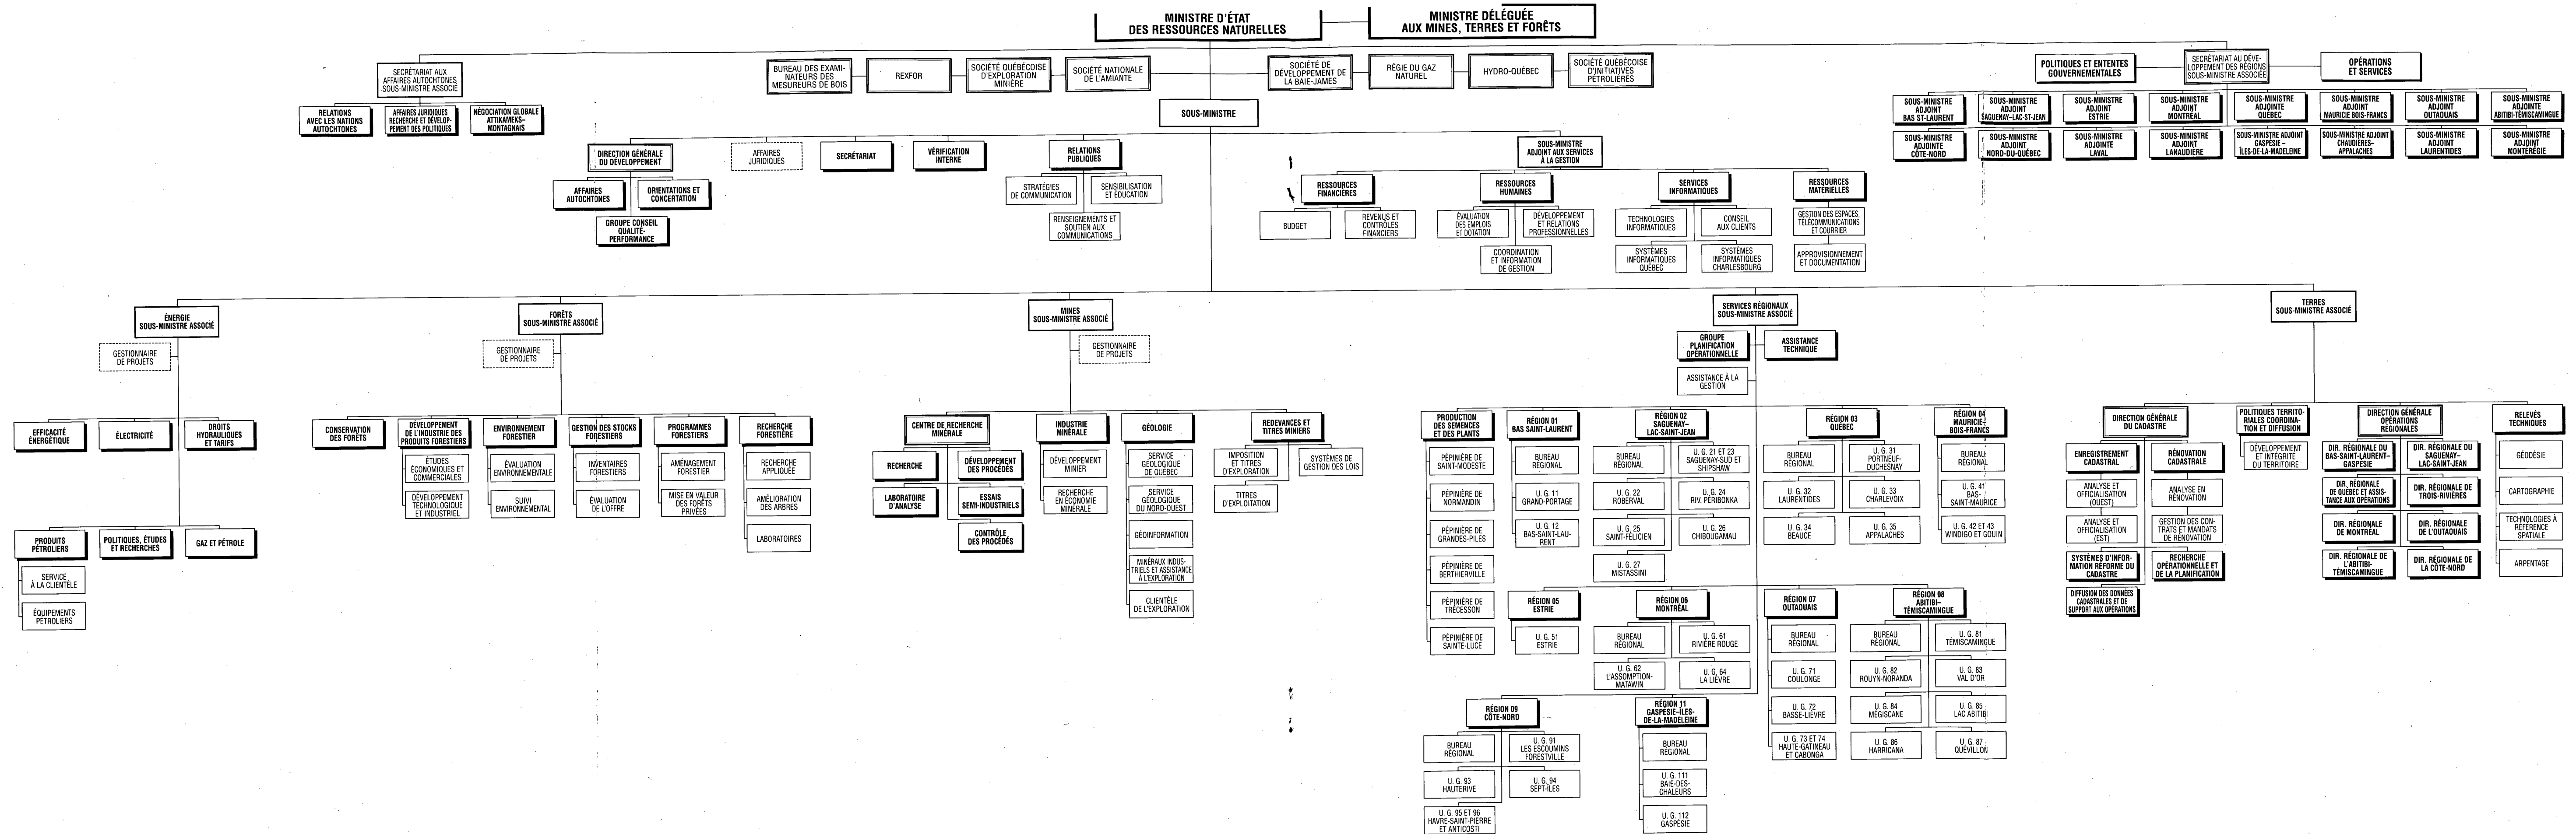 MINISTRE D'ÉTAT
DES RESSOURCES NATURELLES
MINISTRE DÉLÉGUÉE
AUX MINES, TERRES ET FORÊTS
SECRÉTARIAT AUX
AFFAIRES AUTOCHTONES
SOUS-MINISTRE ASSOCIÉ
BUREAU DES EXAMI-
NATEURS DES
MESUREURS DE BOIS
REXFOR
SOCIÉTÉ QUÉBÉCOISE
D'EXPLORATION
MINIÈRE
SOCIÉTÉ NATIONALE
DE L'AMIANTE
SOCIÉTÉ DE
DÉVELOPPEMENT DE
LA BAIE-JAMES
RÉGIE DU GAZ
NATUREL
HYDRO-QUÉBEC
SOCIÉTÉ QUÉBÉCOISE
D'INITIATIVES
PÉTROLIÈRES
POLITIQUES ET ENTENTES
GOUVERNEMENTALES
SECRÉTARIAT AU DÉVE-
LOPPEMENT DES RÉGIONS
SOUS-MINISTRE ASSOCIÉE
OPÉRATIONS
ET SERVICES
RELATIONS
AVEC LES NATIONS
AUTOCHTONES
AFFAIRES JURIDIQUES
RECHERCHE ET DÉVELOP-
PEMENT DES POLITIQUES
NÉGOCIATION GLOBALE
ATTIKAMEKS–
MONTAGNAIS
SOUS-MINISTRE
SOUS-MINISTRE
ADJOINT
BAS ST-LAURENT
SOUS-MINISTRE
ADJOINT
SAGUENAY–LAC-ST-JEAN
SOUS-MINISTRE
ADJOINT
ESTRIE
SOUS-MINISTRE
ADJOINT
MONTRÉAL
SOUS-MINISTRE
ADJOINT
QUÉBEC
SOUS-MINISTRE
ADJOINT
MAURICIE BOIS-FRANCS
SOUS-MINISTRE
ADJOINT
OUTAOUAIS
SOUS-MINISTRE
ADJOINTE
ABITIBI-TÉMISCAMINGUE
SOUS-MINISTRE
ADJOINTE
CÔTE-NORD
SOUS-MINISTRE
ADJOINT
NORD-DU-QUÉBEC
SOUS-MINISTRE
ADJOINTE
LAVAL
SOUS-MINISTRE
ADJOINT
LANAUDIÈRE
SOUS-MINISTRE ADJOINT
GASPÉSIE –
ÎLES-DE-LA-MADELEINE
SOUS-MINISTRE ADJOINT
CHAUDIÈRES–
APPALACHES
SOUS-MINISTRE
ADJOINT
LAURENTIDES
SOUS-MINISTRE
ADJOINT
MONTÉRÉGIE
DIRECTION GÉNÉRALE
DU DÉVELOPPEMENT
AFFAIRES
JURIDIQUES
SECRÉTARIAT
VÉRIFICATION
INTERNE
RELATIONS
PUBLIQUES
SOUS-MINISTRE
ADJOINT AUX SERVICES
À LA GESTION
AFFAIRES
AUTOCHTONES
ORIENTATIONS ET
CONCERTATION
GROUPE CONSEIL
QUALITÉ-
PERFORMANCE
STRATÉGIES
DE COMMUNICATION
SENSIBILISATION
ET ÉDUCATION
RENSEIGNEMENTS ET
SOUTIEN AUX
COMMUNICATIONS
RESSOURCES
FINANCIÈRES
RESSOURCES
HUMAINES
SERVICES
INFORMATIQUES
RESSOURCES
MATÉRIELLES
BUDGET
REVENUS ET
CONTRÔLES
FINANCIERS
ÉVALUATION
DES EMPLOIS
ET DOTATION
DÉVELOPPEMENT
ET RELATIONS
PROFESSIONNELLES
COORDINATION
ET INFORMATION
DE GESTION
TECHNOLOGIES
INFORMATIQUES
CONSEIL
AUX CLIENTS
SYSTÈMES
INFORMATIQUES
QUÉBEC
SYSTÈMES
INFORMATIQUES
CHARLESBOURG
GESTION DES ESPACES,
TÉLÉCOMMUNICATIONS
ET COURRIER
APPROVISIONNEMENT
ET DOCUMENTATION
ÉNERGIE
SOUS-MINISTRE ASSOCIÉ
FORÊTS
SOUS-MINISTRE ASSOCIÉ
MINES
SOUS-MINISTRE ASSOCIÉ
SERVICES RÉGIONAUX
SOUS-MINISTRE ASSOCIÉ
TERRES
SOUS-MINISTRE ASSOCIÉ
GESTIONNAIRE
DE PROJETS
GESTIONNAIRE
DE PROJETS
GESTIONNAIRE
DE PROJETS
GROUPE
PLANIFICATION
OPÉRATIONNELLE
ASSISTANCE
TECHNIQUE
ASSISTANCE À LA
GESTION
EFFICACITÉ
ÉNERGÉTIQUE
ÉLECTRICITÉ
DROITS
HYDRAULIQUES
ET TARIFS
PRODUITS
PÉTROLIERS
POLITIQUES, ÉTUDES
ET RECHERCHES
GAZ ET PÉTROLE
SERVICE
À LA CLIENTÈLE
ÉQUIPEMENTS
PÉTROLIERS
CONSERVATION
DES FORÊTS
DÉVELOPPEMENT
DE L'INDUSTRIE DES
PRODUITS FORESTIERS
ÉTUDES
ÉCONOMIQUES ET
COMMERCIALES
DÉVELOPPEMENT
TECHNOLOGIQUE
ET INDUSTRIEL
ENVIRONNEMENT
FORESTIER
ÉVALUATION
ENVIRONNEMENTALE
SUIVI
ENVIRONNEMENTAL
GESTION DES STOCKS
FORESTIERS
INVENTAIRES
FORESTIERS
ÉVALUATION
DE L'OFFRE
PROGRAMMES
FORESTIERS
AMÉNAGEMENT
FORESTIER
MISE EN VALEUR
DES FORÊTS
PRIVÉES
RECHERCHE
FORESTIÈRE
RECHERCHE
APPLIQUÉE
AMÉLIORATION
DES ARBRES
LABORATOIRES
CENTRE DE RECHERCHE
MINÉRALE
RECHERCHE
DÉVELOPPEMENT
DES PROCÉDÉS
LABORATOIRE
D'ANALYSE
ESSAIS
SEMI-INDUSTRIELS
CONTRÔLE
DES PROCÉDÉS
INDUSTRIE
MINÉRALE
DÉVELOPPEMENT
MINIER
RECHERCHE
EN ÉCONOMIE
MINÉRALE
GÉOLOGIE
SERVICE
GÉOLOGIQUE
DE QUÉBEC
SERVICE
GÉOLOGIQUE
DU NORD-OUEST
GÉOINFORMATION
MINÉRAUX INDUS-
TRIELS ET ASSISTANCE
À L'EXPLORATION
CLIENTÈLE
DE L'EXPLORATION
REDEVANCES ET
TITRES MINIERS
IMPOSITION
ET TITRES
D'EXPLORATION
SYSTÈMES DE
GESTION DES LOIS
TITRES
D'EXPLOITATION
PRODUCTION
DES SEMENCES
ET DES PLANTS
PÉPINIÈRE DE
SAINT-MODESTE
PÉPINIÈRE DE
NORMANDIN
PÉPINIÈRE DE
GRANDES-PILES
PÉPINIÈRE DE
BERTHIERVILLE
PÉPINIÈRE DE
TRÉCESSON
PÉPINIÈRE DE
SAINTE-LUCE
RÉGION 01
BAS SAINT-LAURENT
BUREAU
RÉGIONAL
U. G. 11
GRAND-PORTAGE
U. G. 12
BAS-SAINT-LAU-
RENT
RÉGION 02
SAGUENAY–
LAC-SAINT-JEAN
BUREAU
RÉGIONAL
U. G. 21 ET 23
SAGUENAY-SUD ET
SHIPSHAW
U. G. 22
ROBERVAL
U. G. 24
RIV. PÉRIBONKA
U. G. 25
SAINT-FÉLICIEN
U. G. 26
CHIBOUGAMAU
U. G. 27
MISTASSINI
RÉGION 03
QUÉBEC
BUREAU
RÉGIONAL
U. G. 31
PORTNEUF-
DUCHESNAY
U. G. 32
LAURENTIDES
U. G. 33
CHARLEVOIX
U. G. 34
BEAUCE
U. G. 35
APPALACHES
RÉGION 04
MAURICIE–
BOIS-FRANCS
BUREAU
RÉGIONAL
U. G. 41
BAS-
SAINT-MAURICE
U. G. 42 ET 43
WINDIGO ET GOUIN
RÉGION 05
ESTRIE
U. G. 51
ESTRIE
RÉGION 06
MONTRÉAL
BUREAU
RÉGIONAL
U. G. 61
RIVIÈRE ROUGE
U. G. 62
L'ASSOMPTION-
MATAWIN
U. G, 64
LA LIÈVRE
RÉGION 07
OUTAOUAIS
BUREAU
RÉGIONAL
U. G. 71
COULONGE
U. G. 72
BASSE-LIÈVRE
U. G. 73 ET 74
HAUTE-GATINEAU
ET CABONGA
RÉGION 08
ABITIBI–
TÉMISCAMINGUE
BUREAU
RÉGIONAL
U. G. 81
TÉMISCAMINGUE
U. G. 82
ROUYN-NORANDA
U. G. 83
VAL D'OR
U. G. 84
MÉGISCANE
U. G. 85
LAC ABITIBI
U. G. 86
HARRICANA
U. G. 87
QUÉVILLON
RÉGION 09
CÔTE-NORD
BUREAU
RÉGIONAL
U. G. 91
LES ESCOUMINS
FORESTVILLE
U. G. 93
HAUTERIVE
U. G. 94
SEPT-ÎLES
U. G. 95 ET 96
HAVRE-SAINT-PIERRE
ET ANTICOSTI
RÉGION 11
GASPÉSIE–ÎLES-
DE-LA-MADELEINE
BUREAU
RÉGIONAL
U. G. 111
BAIE-DES-
CHALEURS
U. G. 112
GASPÉSIE
DIRECTION GÉNÉRALE
DU CADASTRE
ENREGISTREMENT
CADASTRAL
RÉNOVATION
CADASTRALE
ANALYSE ET
OFFICIALISATION
(OUEST)
ANALYSE EN
RÉNOVATION
ANALYSE ET
OFFICIALISATION
(EST)
GESTION DES CON-
TRATS ET MANDATS
DE RÉNOVATION
SYSTÈMES D'INFOR-
MATION RÉFORME DU
CADASTRE
RECHERCHE
OPÉRATIONNELLE ET
DE LA PLANIFICATION
DIFFUSION DES DONNÉES
CADASTRALES ET DE
SUPPORT AUX OPÉRATIONS
POLITIQUES TERRITO-
RIALES COORDINA-
TION ET DIFFUSION
DÉVELOPPEMENT
ET INTÉGRITÉ
DU TERRITOIRE
DIRECTION GÉNÉRALE
OPÉRATIONS
RÉGIONALES
DIR. RÉGIONALE DU
BAS-SAINT-LAURENT–
GASPÉSIE
DIR. RÉGIONALE DU
SAGUENAY–
LAC-SAINT-JEAN
DIR. RÉGIONALE
DE QUÉBEC ET ASSIS-
TANCE AUX OPÉRATIONS
DIR. RÉGIONALE DE
TROIS-RIVIÈRES
DIR. RÉGIONALE
DE MONTRÉAL
DIR. RÉGIONALE
DE L'OUTAOUAIS
DIR. RÉGIONALE DE
L'ABITIBI-
TÉMISCAMINGUE
DIR. RÉGIONALE DE
LA CÔTE-NORD
RELEVÉS
TECHNIQUES
GÉODÉSIE
CARTOGRAPHIE
TECHNOLOGIES À
RÉFÉRENCE
SPATIALE
ARPENTAGE